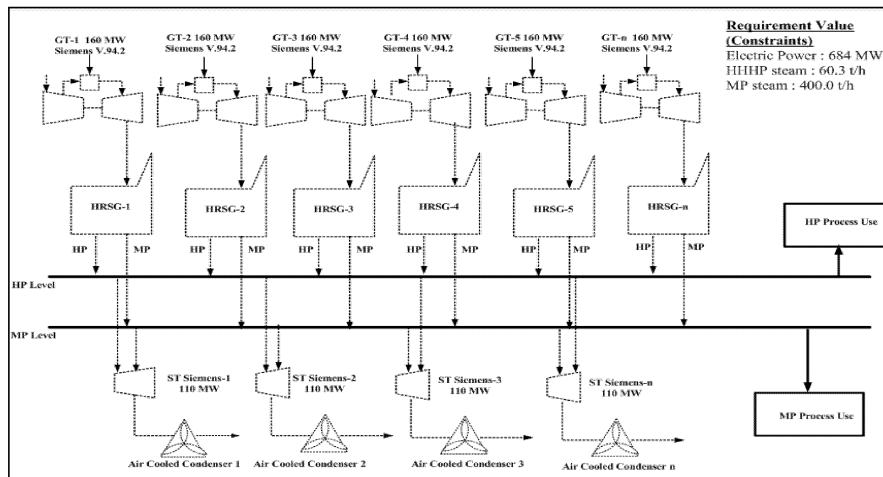 GT-1 160 MW
Siemens V.94.2
GT-2 160 MW
Siemens V.94.2
GT-3 160 MW
Siemens V.94.2
GT-4 160 MW
Siemens V.94.2
GT-5 160 MW
Siemens V.94.2
GT-n 160 MW
Siemens V.94.2
Requirement Value
(Constraints)
Electric Power : 684 MW
HHHP steam : 60.3 t/h
MP steam : 400.0 t/h
HRSG-1
HRSG-2
HRSG-3
HRSG-4
HRSG-5
HRSG-n
HP Process Use
HP
MP
HP
MP
HP
MP
HP
MP
HP
MP
HP
MP
HP Level
MP Level
ST Siemens-1
110 MW
ST Siemens-2
110 MW
ST Siemens-3
110 MW
ST Siemens-n
110 MW
MP Process Use
Air Cooled Condenser 1
Air Cooled Condenser 2
Air Cooled Condenser 3
Air Cooled Condenser n